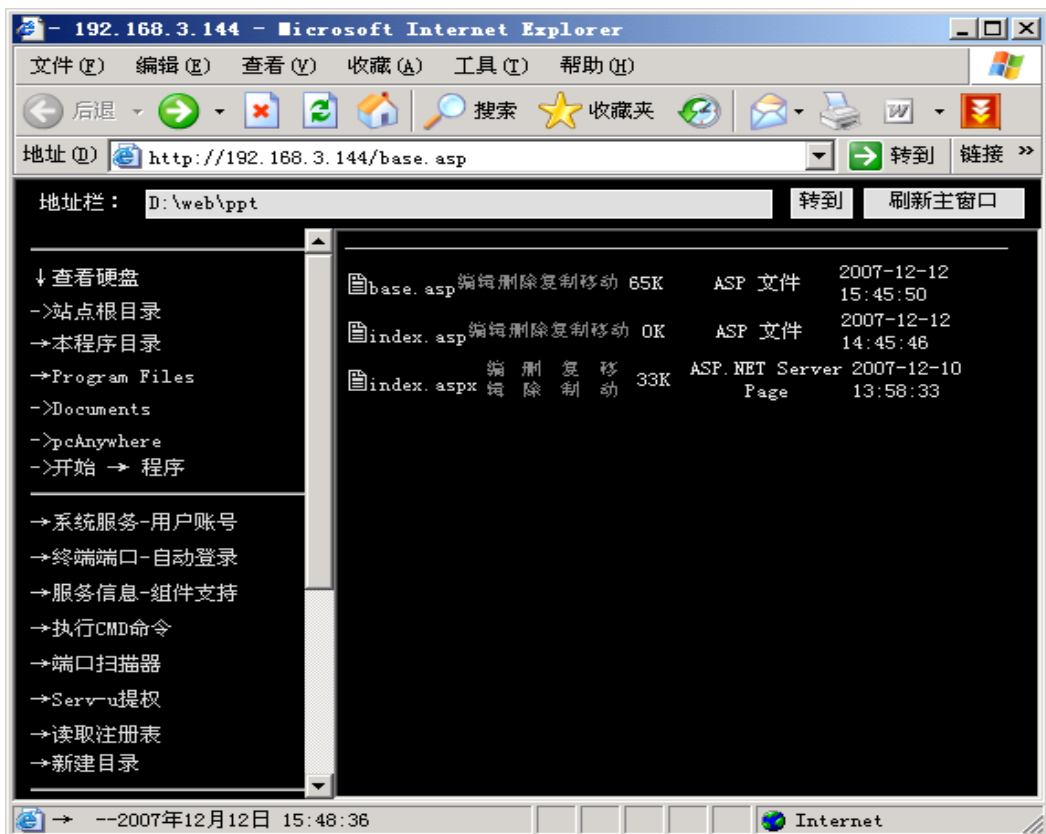 - 192.168.3.144 - Microsoft Internet Explorer
文件(F) 编辑(E) 查看(V) 收藏(A) 工具(T) 帮助(H)
后退 搜索 收藏夹
地址(D) http://192.168.3.144/base.asp 转到 链接 »
地址栏： D:\web\ppt 转到 刷新主窗口
↓查看硬盘
->站点根目录
->本程序目录
→Program Files
->Documents
->pcAnywhere
->开始 → 程序
→系统服务-用户账号
→终端端口-自动登录
→服务信息-组件支持
→执行CMD命令
→端口扫描器
→Serv-u提权
→读取注册表
→新建目录
base.asp 编辑删除复制移动 65K ASP 文件 2007-12-12
15:45:50
index.asp 编辑删除复制移动 0K ASP 文件 2007-12-12
14:45:46
index.aspx 编辑 删除 复制 移动 33K ASP.NET Server Page 2007-12-10
13:58:33
→ --2007年12月12日 15:48:36 Internet